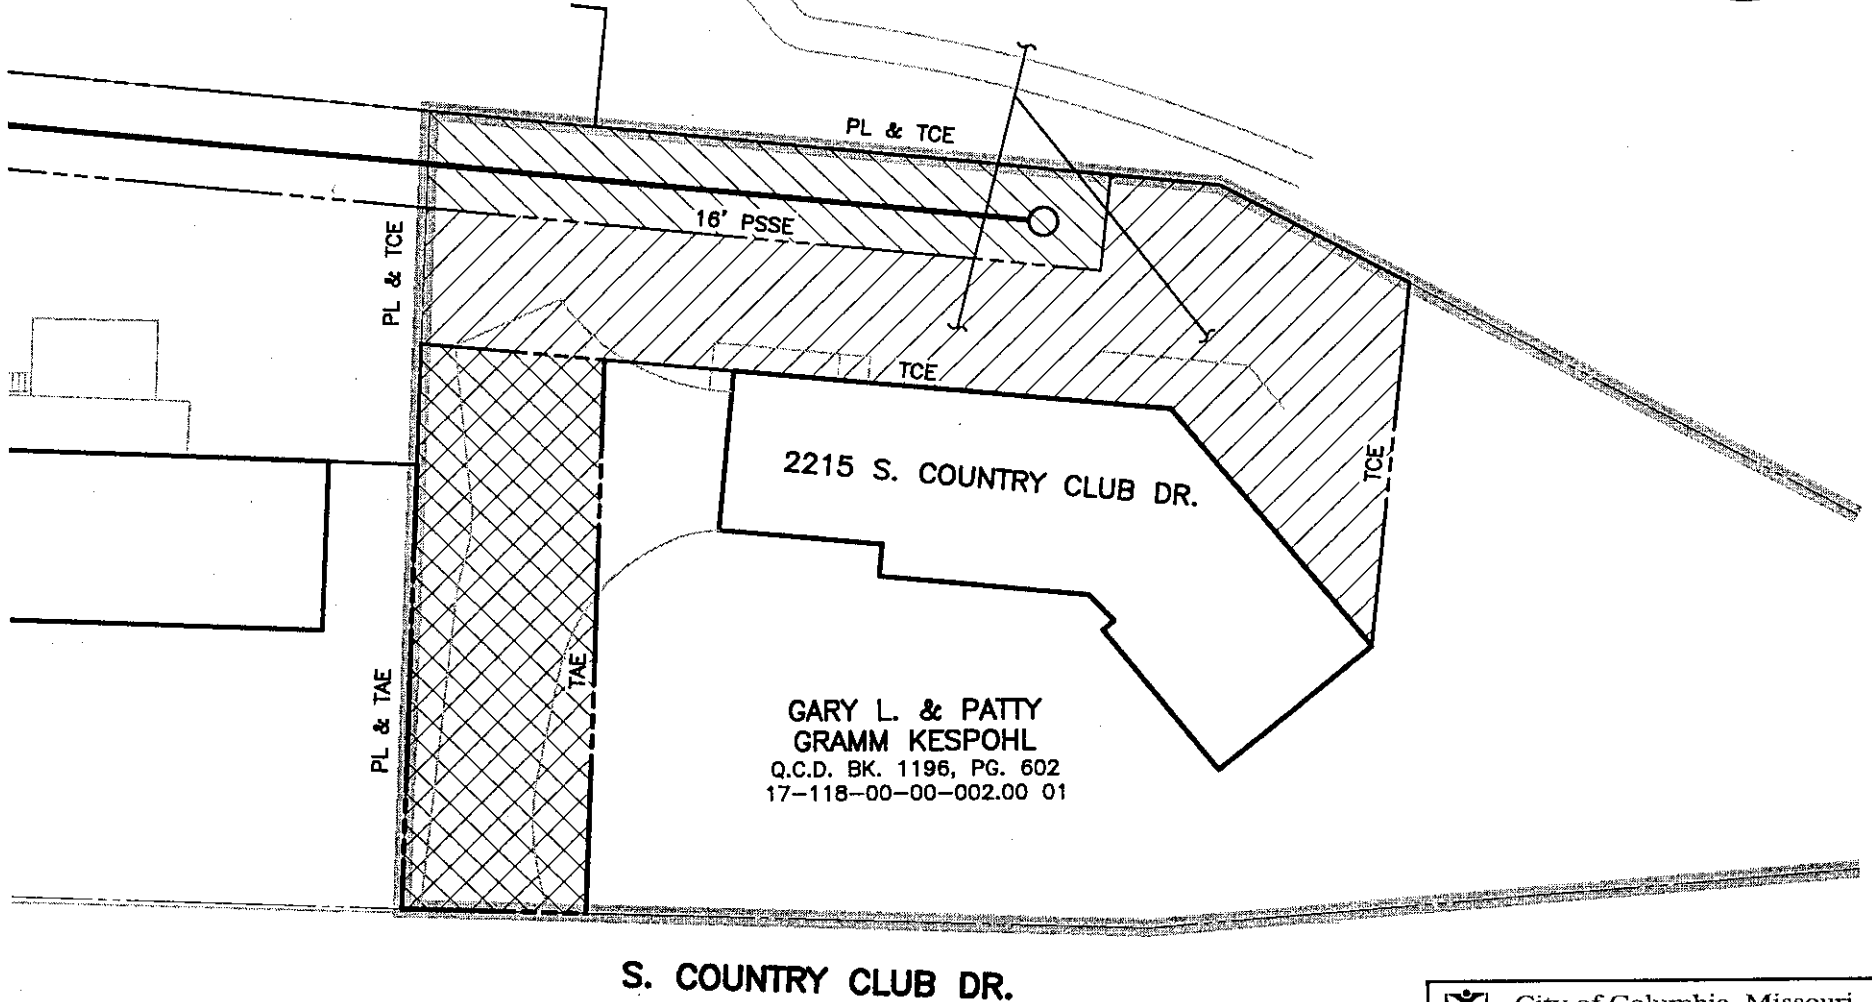 PL & TCE
16' PSSE
PL & TCE
TCE
2215 S. COUNTRY CLUB DR.
TCE
TAE
PL & TAE
GARY L. & PATTY
GRAMM KESPOHL
Q.C.D. BK. 1196, PG. 602
17-118-00-00-002.00 01
S. COUNTRY CLUB DR.
City of Columbia, Missouri